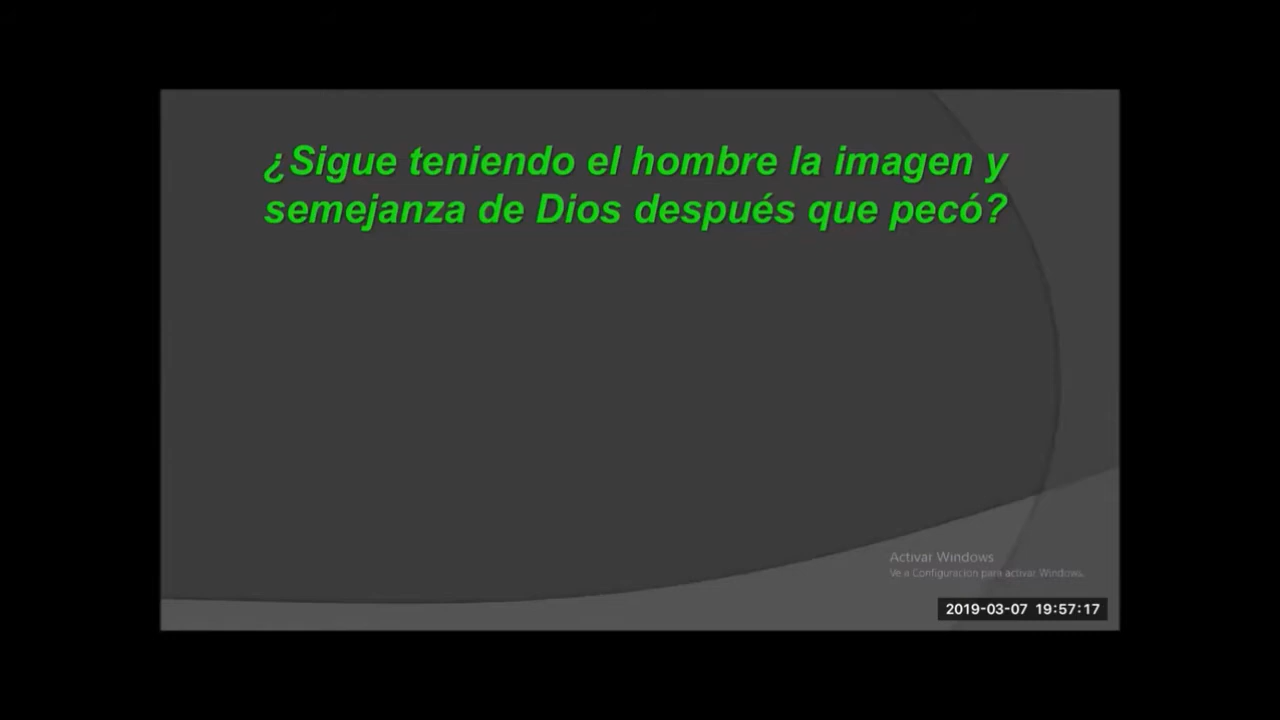 ¿Sigue teniendo el hombre la imagen y
semejanza de Dios después que pecó?
Activar Windows
Ve a Configuración para activar Windows.
2019-03-07 19:57:17